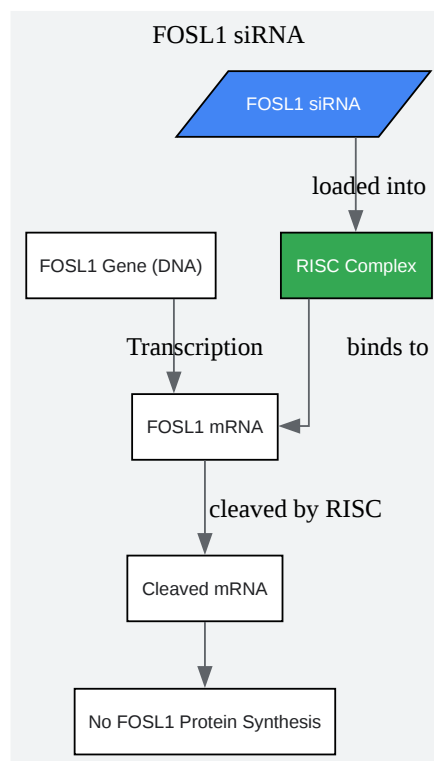 FOSL1 siRNA
FOSL1 siRNA
loaded into
FOSL1 Gene (DNA)
RISC Complex
Transcription
binds to
FOSL1 mRNA
cleaved by RISC
Cleaved mRNA
No FOSL1 Protein Synthesis